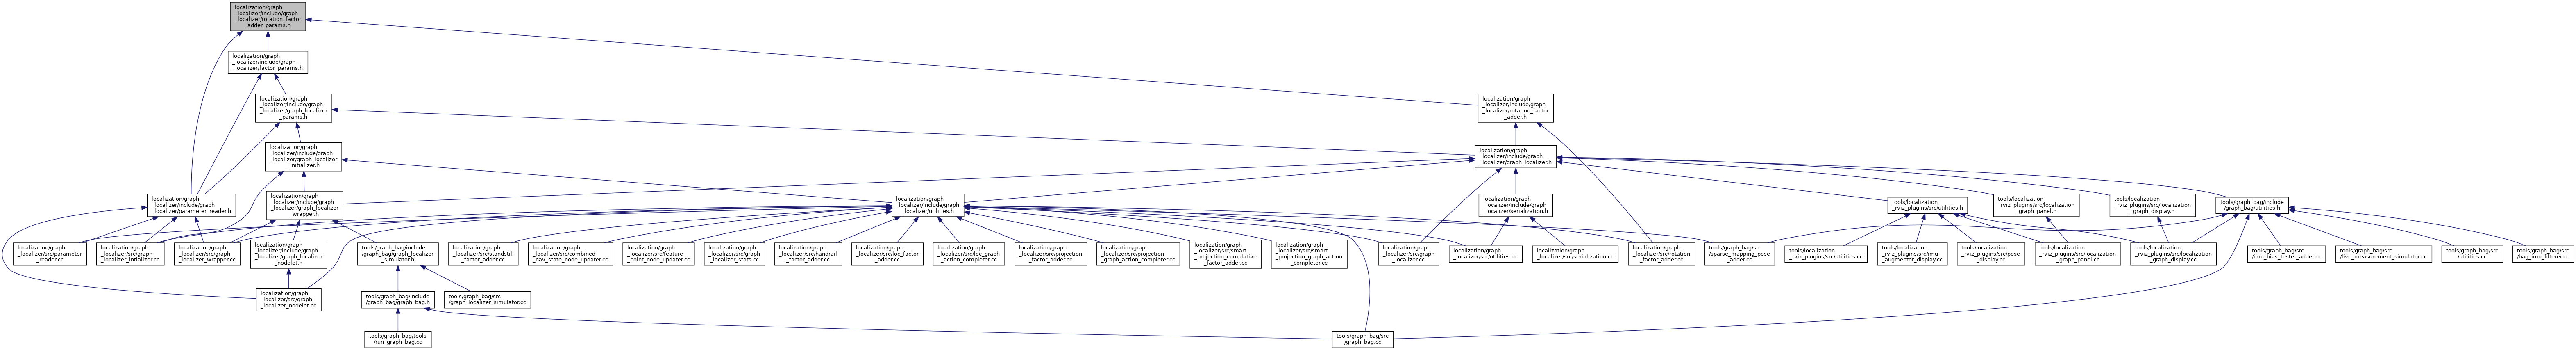 localization/graph
_localizer/include/graph
_localizer/rotation_factor
_adder_params.h
localization/graph
_localizer/include/graph
_localizer/factor_params.h
localization/graph
_localizer/include/graph
_localizer/graph_localizer
_params.h
localization/graph
_localizer/include/graph
_localizer/rotation_factor
_adder.h
localization/graph
_localizer/include/graph
_localizer/graph_localizer
_initializer.h
localization/graph
_localizer/include/graph
_localizer/graph_localizer.h
localization/graph
_localizer/include/graph
_localizer/parameter_reader.h
localization/graph
_localizer/include/graph
_localizer/graph_localizer
_wrapper.h
localization/graph
_localizer/include/graph
_localizer/utilities.h
localization/graph
_localizer/include/graph
_localizer/serialization.h
tools/localization
_rviz_plugins/src/utilities.h
tools/localization
_rviz_plugins/src/localization
_graph_panel.h
tools/localization
_rviz_plugins/src/localization
_graph_display.h
tools/graph_bag/include
/graph_bag/utilities.h
localization/graph
_localizer/src/parameter
_reader.cc
localization/graph
_localizer/src/graph
_localizer_intializer.cc
localization/graph
_localizer/src/graph
_localizer_wrapper.cc
localization/graph
_localizer/include/graph
_localizer/graph_localizer
_nodelet.h
tools/graph_bag/include
/graph_bag/graph_localizer
_simulator.h
localization/graph
_localizer/src/standstill
_factor_adder.cc
localization/graph
_localizer/src/combined
_nav_state_node_updater.cc
localization/graph
_localizer/src/feature
_point_node_updater.cc
localization/graph
_localizer/src/graph
_localizer_stats.cc
localization/graph
_localizer/src/handrail
_factor_adder.cc
localization/graph
_localizer/src/loc_factor
_adder.cc
localization/graph
_localizer/src/loc_graph
_action_completer.cc
localization/graph
_localizer/src/projection
_factor_adder.cc
localization/graph
_localizer/src/projection
_graph_action_completer.cc
localization/graph
_localizer/src/smart
_projection_cumulative
_factor_adder.cc
localization/graph
_localizer/src/smart
_projection_graph_action
_completer.cc
localization/graph
_localizer/src/graph
_localizer.cc
localization/graph
_localizer/src/utilities.cc
localization/graph
_localizer/src/serialization.cc
localization/graph
_localizer/src/rotation
_factor_adder.cc
tools/graph_bag/src
/sparse_mapping_pose
_adder.cc
tools/localization
_rviz_plugins/src/utilities.cc
tools/localization
_rviz_plugins/src/imu
_augmentor_display.cc
tools/localization
_rviz_plugins/src/pose
_display.cc
tools/localization
_rviz_plugins/src/localization
_graph_panel.cc
tools/localization
_rviz_plugins/src/localization
_graph_display.cc
tools/graph_bag/src
/imu_bias_tester_adder.cc
tools/graph_bag/src
/live_measurement_simulator.cc
tools/graph_bag/src
/utilities.cc
tools/graph_bag/src
/bag_imu_filterer.cc
localization/graph
_localizer/src/graph
_localizer_nodelet.cc
tools/graph_bag/include
/graph_bag/graph_bag.h
tools/graph_bag/src
/graph_localizer_simulator.cc
tools/graph_bag/tools
/run_graph_bag.cc
tools/graph_bag/src
/graph_bag.cc